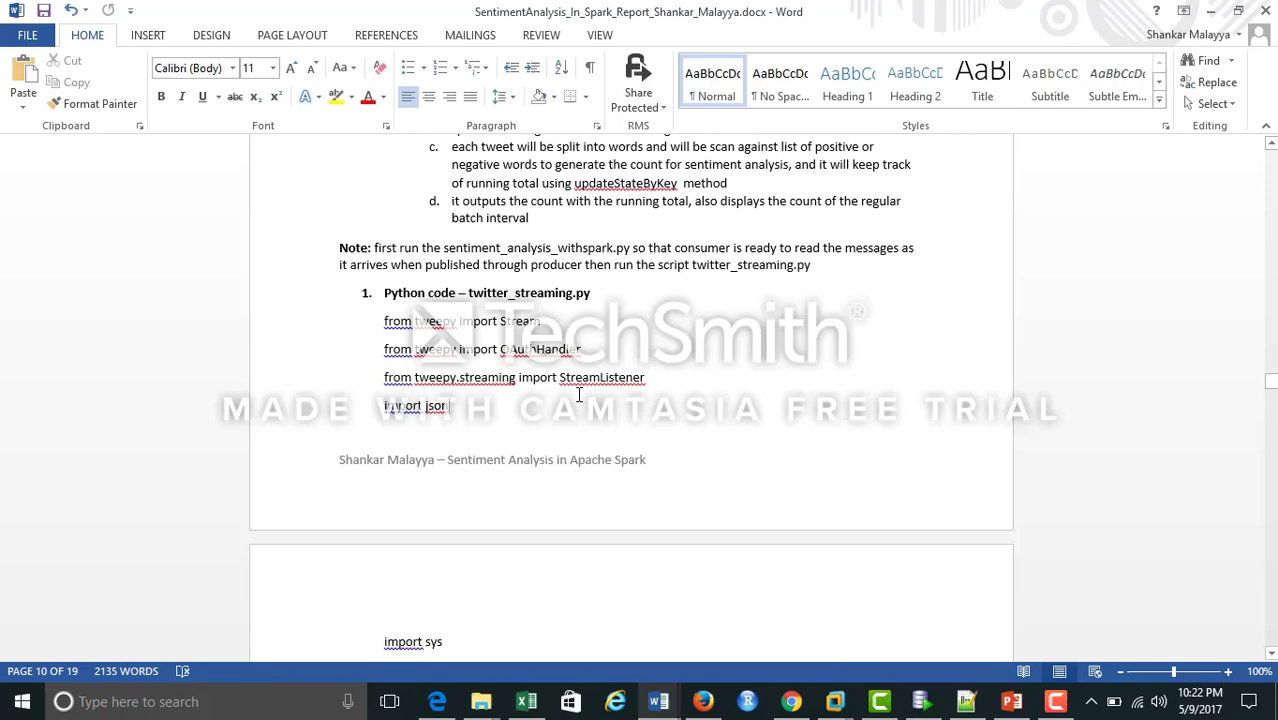 SentimentAnalysis_In_Spark_Report_Shankar_Malayya.docx - Word
FILE HOME INSERT DESIGN PAGE LAYOUT REFERENCES MAILINGS REVIEW VIEW Shankar Malayya
Paste Cut Copy Format Painter
Calibri (Body) 11
Share Protected
AaBbCcDc AaBbCcDc AaBbCc AaBbCcC AaBl AaBbCcC AaBbCcDc
¶ Normal ¶ No Spac... Heading 1 Heading 2 Title Subtitle Subtle Em...
Find Replace Select
Clipboard Font Paragraph RMS Styles Editing
c. each tweet will be split into words and will be scan against list of positive or
negative words to generate the count for sentiment analysis, and it will keep track
of running total using updateStateByKey method
d. it outputs the count with the running total, also displays the count of the regular
batch interval
Note: first run the sentiment_analysis_withspark.py so that consumer is ready to read the messages as
it arrives when published through producer then run the script twitter_streaming.py
1. Python code – twitter_streaming.py
from tweepy import Stream
from tweepy import OAuthHandler
from tweepy.streaming import StreamListener
import json
TechSmith®
MADE WITH CAMTASIA FREE TRIAL
Shankar Malayya – Sentiment Analysis in Apache Spark
import sys
PAGE 10 OF 19 2135 WORDS 100%
Type here to search
10:22 PM
5/9/2017